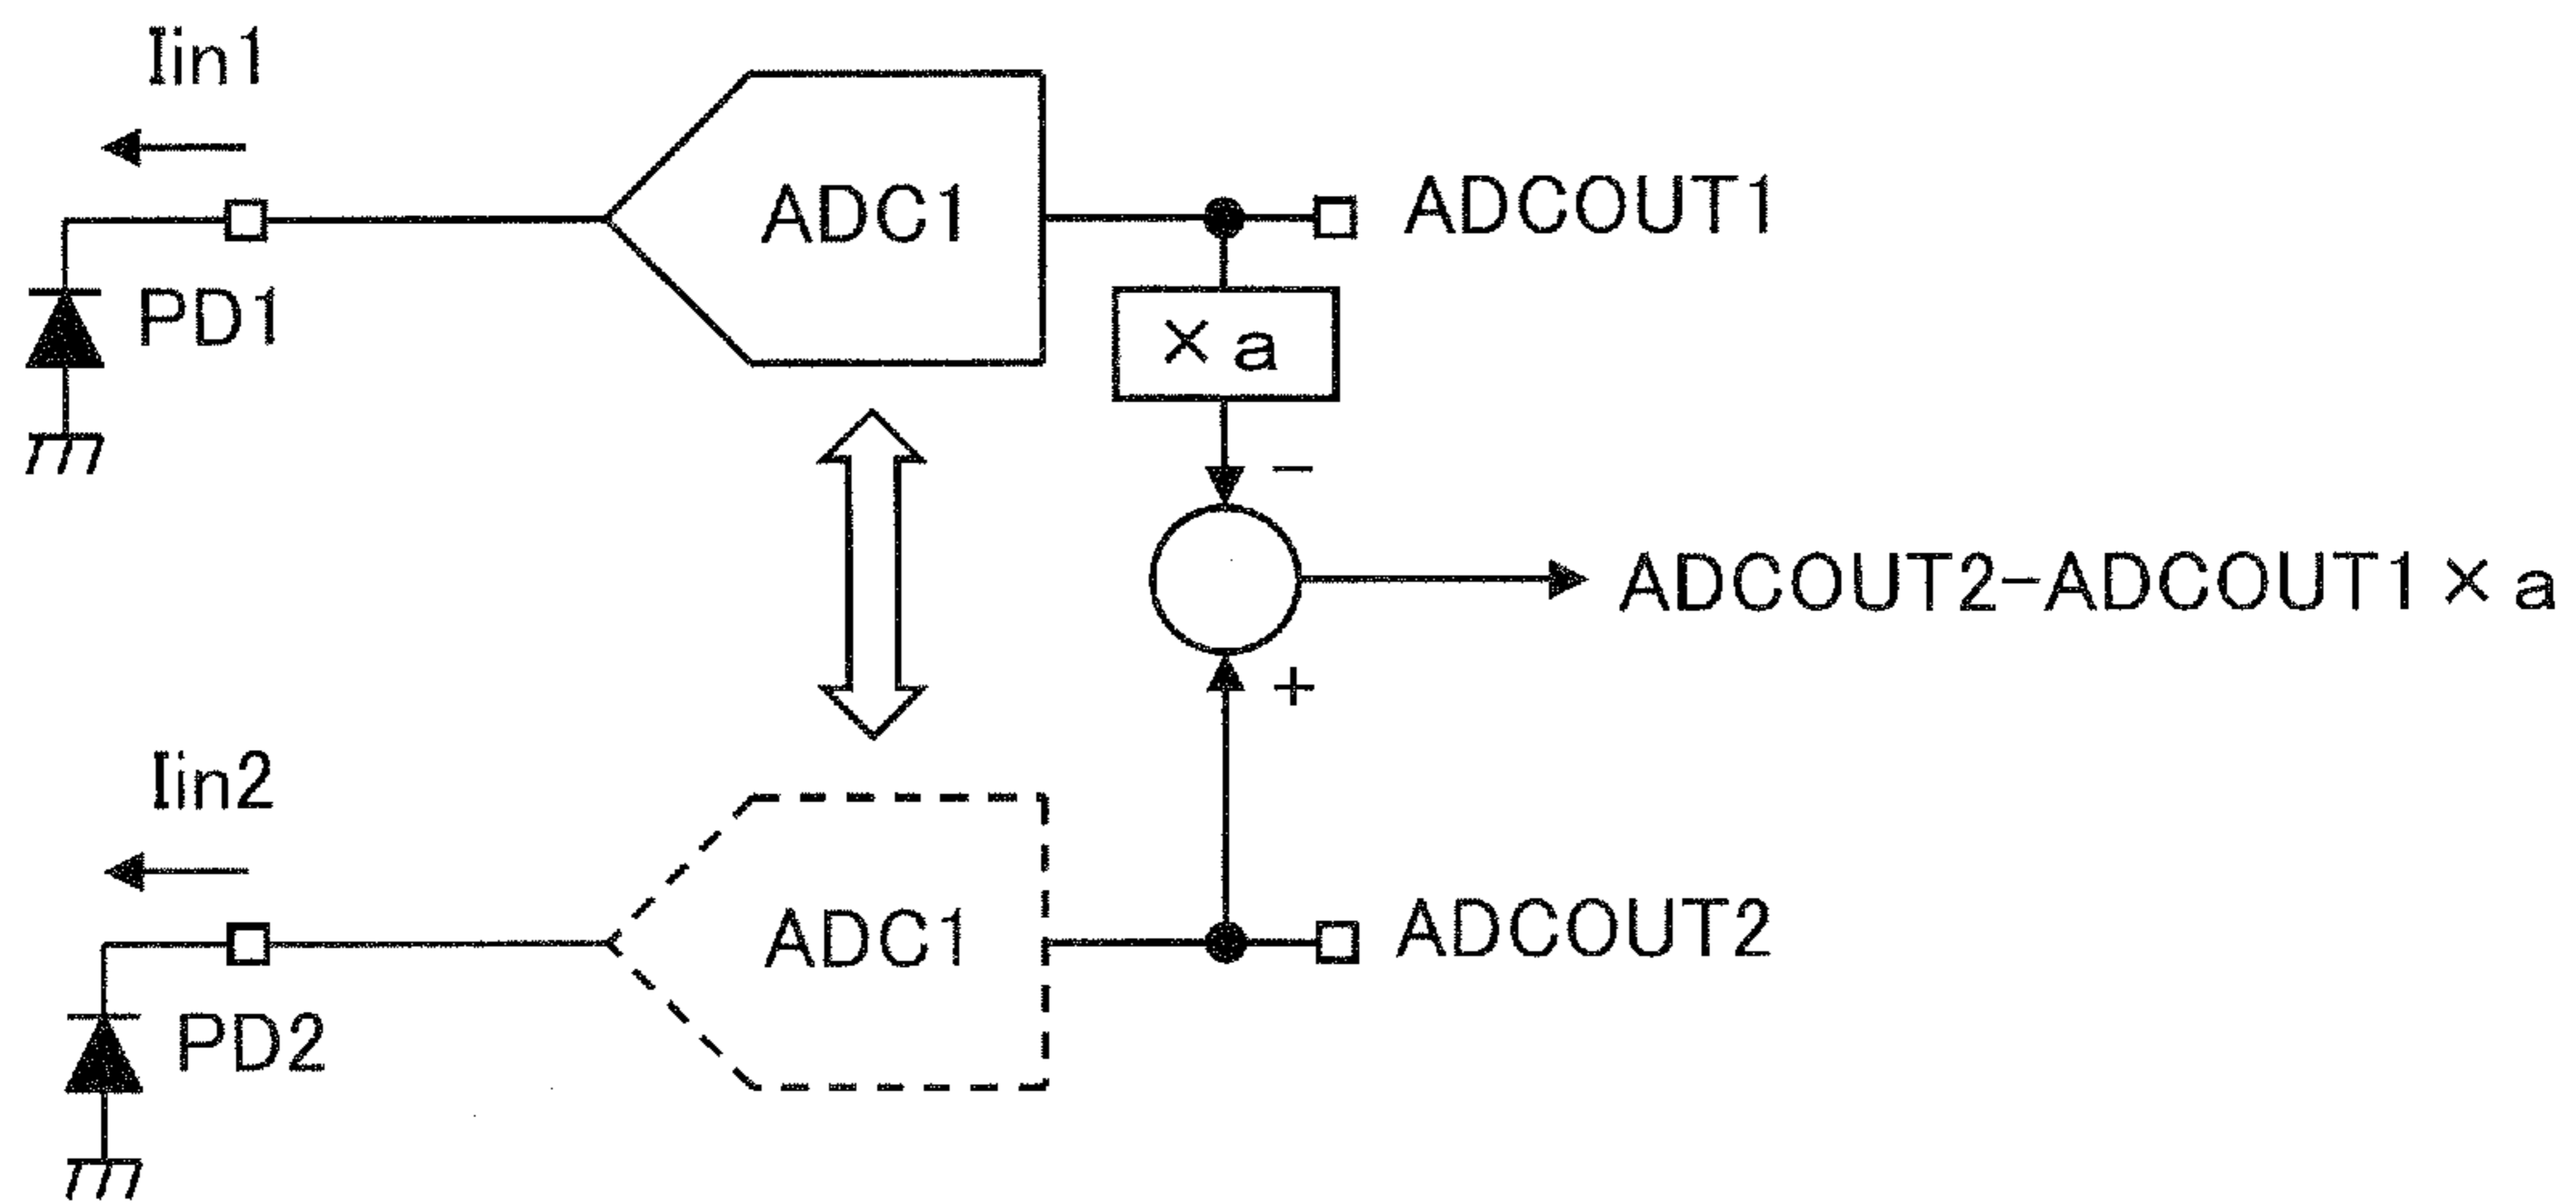 Iin1
ADC1
ADCOUT1
PD1
× a
−
ADCOUT2−ADCOUT1 × a
+
Iin2
ADC1
ADCOUT2
PD2